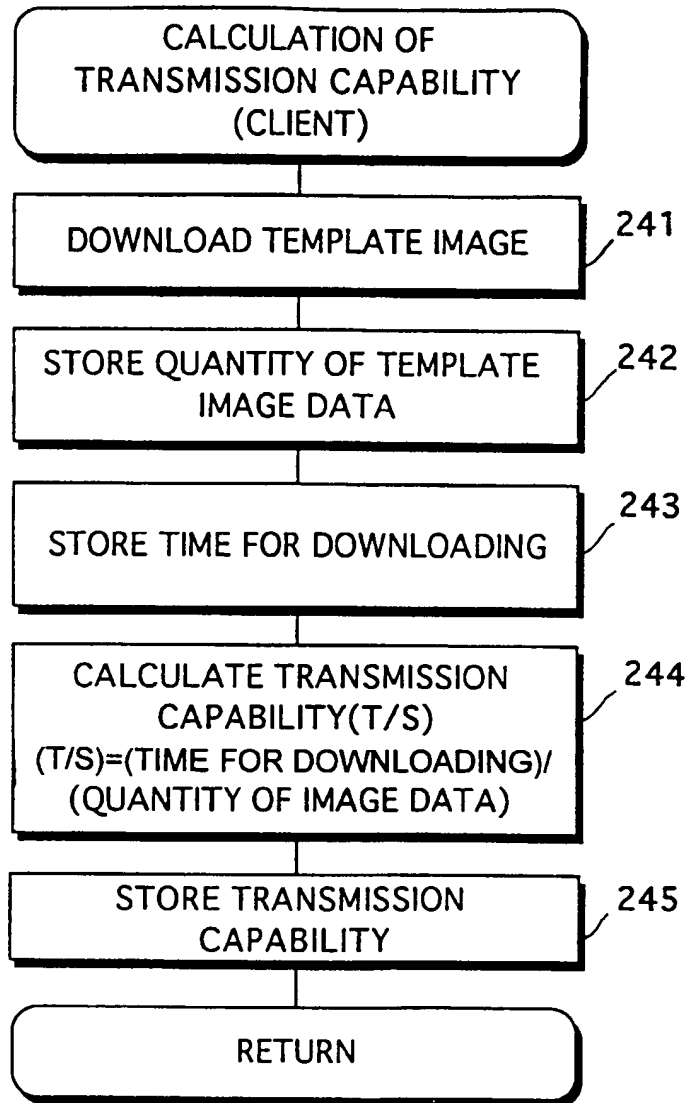 CALCULATION OF
TRANSMISSION CAPABILITY
(CLIENT)
DOWNLOAD TEMPLATE IMAGE
241
STORE QUANTITY OF TEMPLATE
IMAGE DATA
242
STORE TIME FOR DOWNLOADING
243
CALCULATE TRANSMISSION
CAPABILITY(T/S)
(T/S)=(TIME FOR DOWNLOADING)/
(QUANTITY OF IMAGE DATA)
244
STORE TRANSMISSION
CAPABILITY
245
RETURN